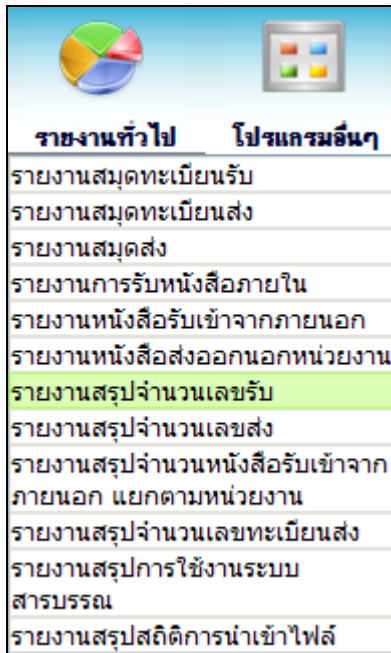 รายงานทั่วไป โปรแกรมอื่นๆ
รายงานสมุดทะเบียนรับ
รายงานสมุดทะเบียนส่ง
รายงานสมุดส่ง
รายงานการรับหนังสือภายใน
รายงานหนังสือรับเข้าจากภายนอก
รายงานหนังสือส่งออกนอกหน่วยงาน
รายงานสรุปจำนวนเลขรับ
รายงานสรุปจำนวนเลขส่ง
รายงานสรุปจำนวนหนังสือรับเข้าจาก
ภายนอก แยกตามหน่วยงาน
รายงานสรุปจำนวนเลขทะเบียนส่ง
รายงานสรุปการใช้งานระบบ
สารบรรณ
รายงานสรุปสถิติการนำเข้าไฟล์